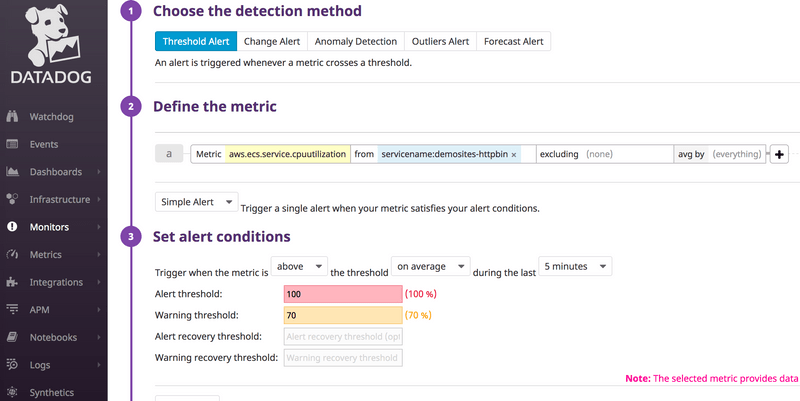 DATADOG
Watchdog
Events
Dashboards
Infrastructure
Monitors
Metrics
Integrations
APM
Notebooks
Logs
Synthetics
1 Choose the detection method
Threshold Alert Change Alert Anomaly Detection Outliers Alert Forecast Alert
An alert is triggered whenever a metric crosses a threshold.
2 Define the metric
a Metric aws.ecs.service.cpuutilization from servicename:demosites-httpbin × excluding (none) avg by (everything) +
Simple Alert Trigger a single alert when your metric satisfies your alert conditions.
3 Set alert conditions
Trigger when the metric is above the threshold on average during the last 5 minutes
Alert threshold: 100 (100 %)
Warning threshold: 70 (70 %)
Alert recovery threshold: Alert recovery threshold (opt
Warning recovery threshold: Warning recovery threshold
Note: The selected metric provides data